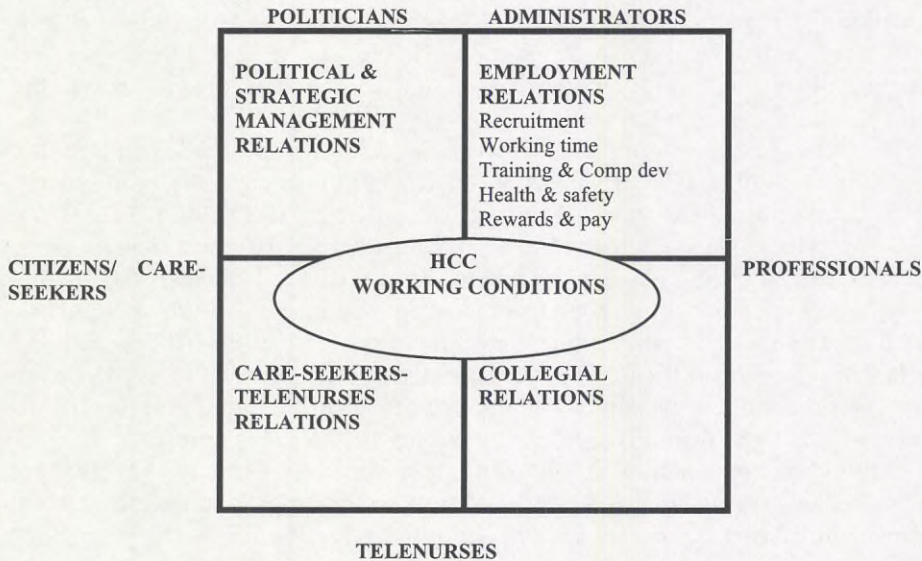 POLITICIANS ADMINISTRATORS
POLITICAL &
STRATEGIC
MANAGEMENT
RELATIONS
EMPLOYMENT
RELATIONS
Recruitment
Working time
Training & Comp dev
Health & safety
Rewards & pay
CITIZENS/ CARE-
SEEKERS
HCC
WORKING CONDITIONS
PROFESSIONALS
CARE-SEEKERS-
TELENURSES
RELATIONS
COLLEGIAL
RELATIONS
TELENURSES